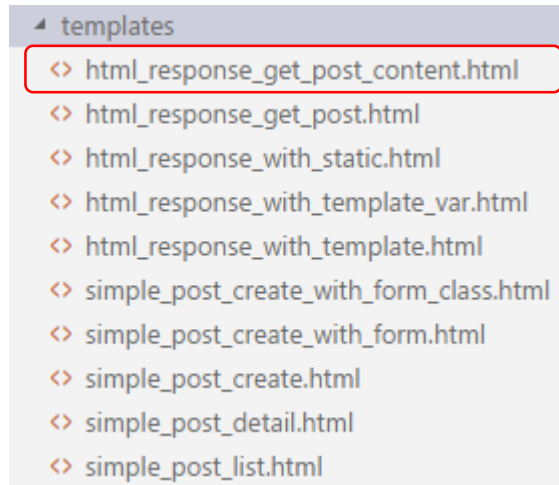 templates
<> html_response_get_post_content.html
<> html_response_get_post.html
<> html_response_with_static.html
<> html_response_with_template_var.html
<> html_response_with_template.html
<> simple_post_create_with_form_class.html
<> simple_post_create_with_form.html
<> simple_post_create.html
<> simple_post_detail.html
<> simple_post_list.html